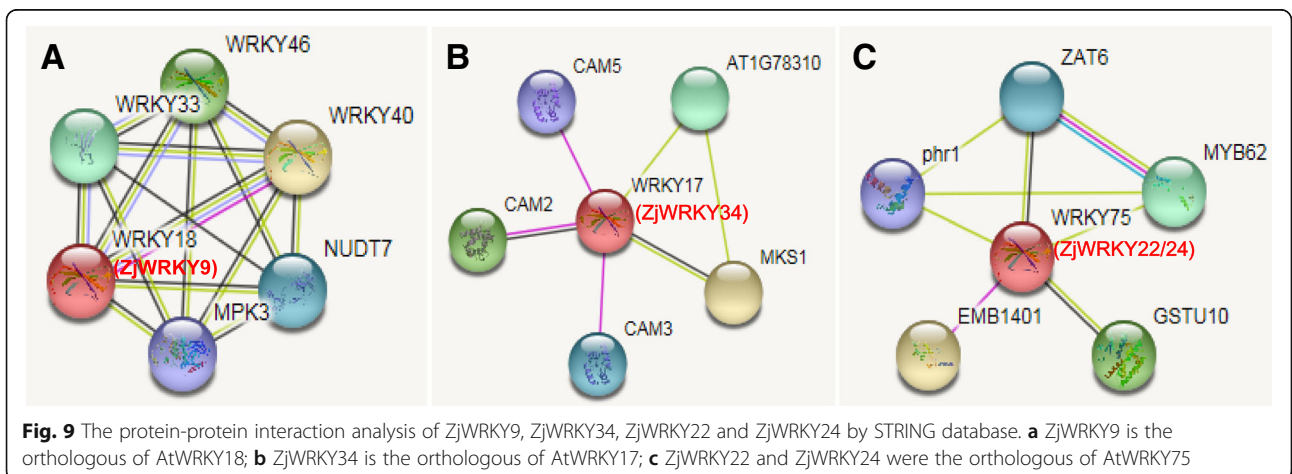 A
WRKY46
WRKY33
WRKY40
WRKY18
(ZjWRKY9)
NUDT7
MPK3
B
CAM5
AT1G78310
WRKY17
(ZjWRKY34)
CAM2
MKS1
CAM3
C
ZAT6
phr1
MYB62
WRKY75
(ZjWRKY22/24)
EMB1401
GSTU10
Fig. 9 The protein-protein interaction analysis of ZjWRKY9, ZjWRKY34, ZjWRKY22 and ZjWRKY24 by STRING database. a ZjWRKY9 is the
orthologous of AtWRKY18; b ZjWRKY34 is the orthologous of AtWRKY17; c ZjWRKY22 and ZjWRKY24 were the orthologous of AtWRKY75